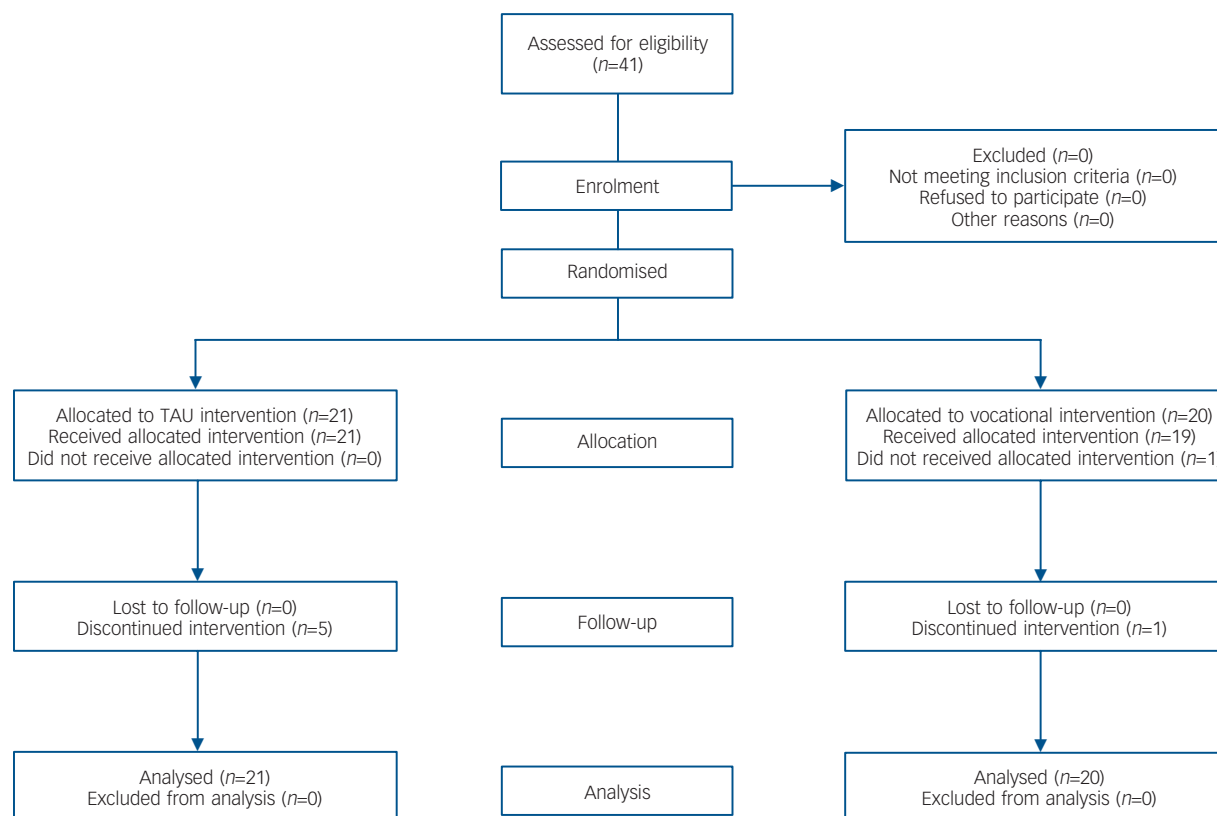 Assessed for eligibility
(n=41)
Excluded (n=0)
Not meeting inclusion criteria (n=0)
Refused to participate (n=0)
Other reasons (n=0)
Enrolment
Randomised
Allocated to TAU intervention (n=21)
Received allocated intervention (n=21)
Did not receive allocated intervention (n=0)
Allocation
Allocated to vocational intervention (n=20)
Received allocated intervention (n=19)
Did not received allocated intervention (n=1
Lost to follow-up (n=0)
Discontinued intervention (n=5)
Follow-up
Lost to follow-up (n=0)
Discontinued intervention (n=1)
Analysed (n=21)
Excluded from analysis (n=0)
Analysis
Analysed (n=20)
Excluded from analysis (n=0)